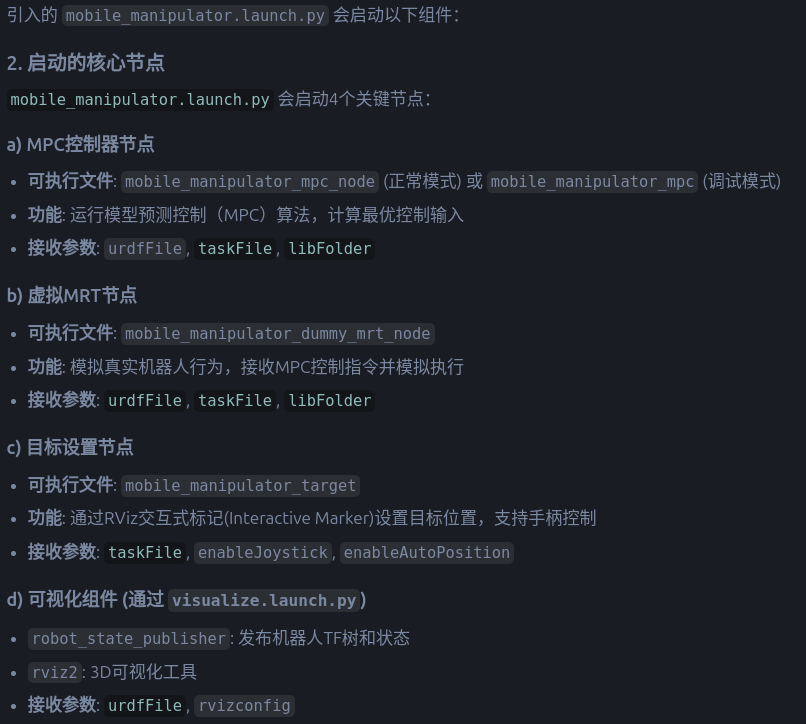 引入的 mobile_manipulator.launch.py 会启动以下组件：
2. 启动的核心节点
mobile_manipulator.launch.py 会启动4个关键节点：
a) MPC控制器节点
• 可执行文件: mobile_manipulator_mpc_node (正常模式) 或 mobile_manipulator_mpc (调试模式)
• 功能: 运行模型预测控制（MPC）算法，计算最优控制输入
• 接收参数: urdfFile, taskFile, libFolder
b) 虚拟MRT节点
• 可执行文件: mobile_manipulator_dummy_mrt_node
• 功能: 模拟真实机器人行为，接收MPC控制指令并模拟执行
• 接收参数: urdfFile, taskFile, libFolder
c) 目标设置节点
• 可执行文件: mobile_manipulator_target
• 功能: 通过RViz交互式标记(Interactive Marker)设置目标位置，支持手柄控制
• 接收参数: taskFile, enableJoystick, enableAutoPosition
d) 可视化组件 (通过 visualize.launch.py)
• robot_state_publisher: 发布机器人TF树和状态
• rviz2: 3D可视化工具
• 接收参数: urdfFile, rvizconfig